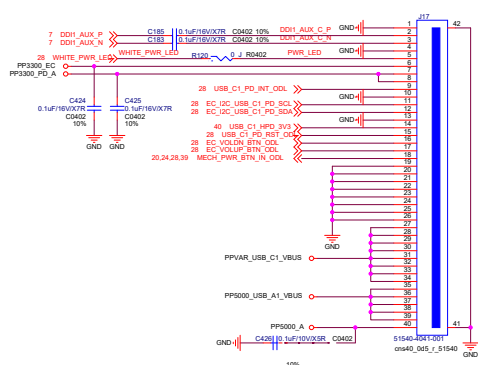 J17
GND 1 42
7 DDI1_AUX_P C185 0.1uF/16V/X7R C0402 10% DDI1_AUX_C_P 2
7 DDI1_AUX_N C183 0.1uF/16V/X7R C0402 10% DDI1_AUX_C_N 3
GND 4
28 WHITE_PWR_LED WHITE_PWR_LED R120 0 J R0402 PWR_LED 5
PP3300_EC 6
PP3300_PD_A 7
8
28 USB_C1_PD_INT_ODL 9
GND 10
C424 C425
0.1uF/16V/X7R 0.1uF/16V/X7R
C0402 C0402
10% 10%
GND GND
28 EC_I2C_USB_C1_PD_SCL 11
28 EC_I2C_USB_C1_PD_SDA 12
GND 13
40 USB_C1_HPD_3V3 14
28 USB_C1_PD_RST_ODL 15
28 EC_VOLDN_BTN_ODL 16
28 EC_VOLUP_BTN_ODL 17
20,24,28,39 MECH_PWR_BTN_IN_ODL 18
19
20
21
22
23
24
25
26
GND
27
28
29
30
PPVAR_USB_C1_VBUS 31
32
33
34
35
PP5000_USB_A1_VBUS 36
37
38
39
PP5000_A 40 41
GND C426 0.1uF/10V/X5R C0402
10%
51540-4041-001
cns40_0d5_r_51540
GND